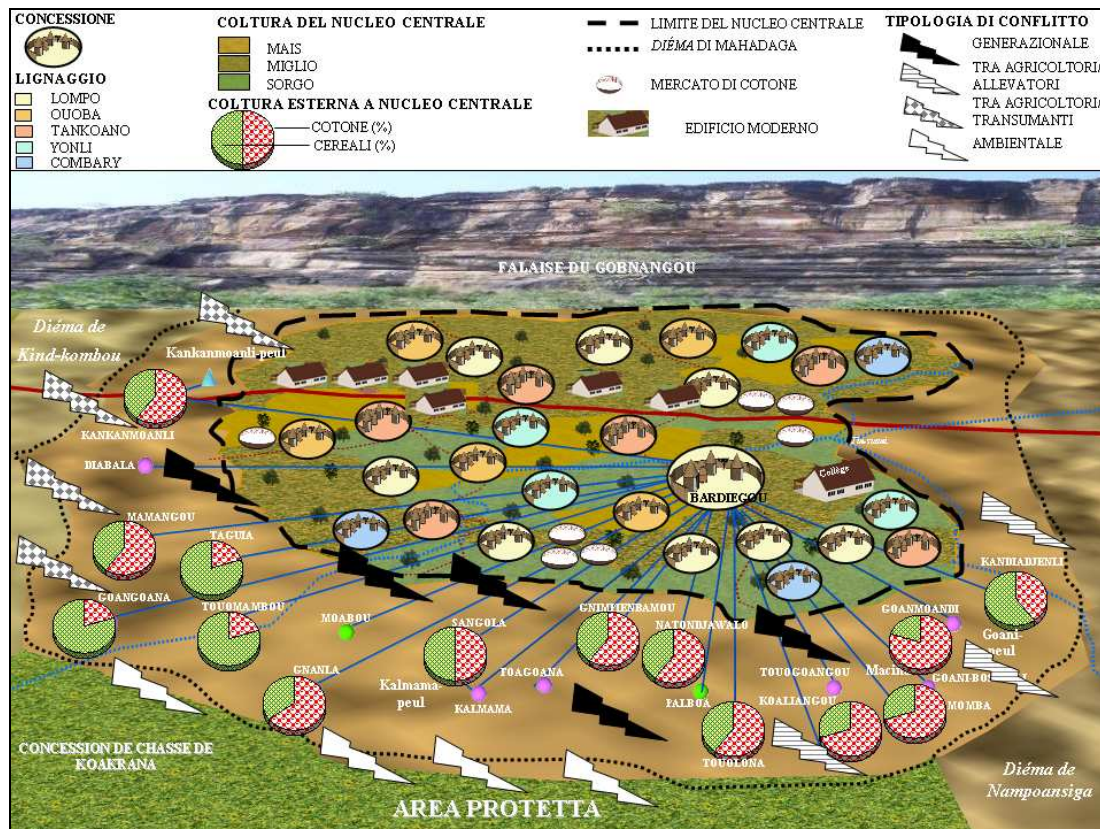 CONCESSIONE
LIGNAGGIO
LOMPO
OUOBA
TANKOANO
YONLI
COMBARY
COLTURA DEL NUCLEO CENTRALE
MAIS
MIGLIO
SORGO
COLTURA ESTERNA A NUCLEO CENTRALE
COTONE (%)
CEREALI (%)
LIMITE DEL NUCLEO CENTRALE
DIÉMA DI MAHADAGA
MERCATO DI COTONE
EDIFICIO MODERNO
TIPOLOGIA DI CONFLITTO
GENERAZIONALE
TRA AGRICOLTORI/
ALLEVATORI
TRA AGRICOLTORI/
TRANSUMANTI
AMBIENTALE
FALAISE DU GOBNANGOU
Diéma de
Kind-kombou
Kankanmoanli-peul
KANKANMOANLI
DIABALA
BARDIEGOU
Collège
MAMANGOU
TAGUIA
KANDIADJENLI
GOANGOANA
TOUOMAMBOU
MOABOU
SANGOLA
GNIMPIENBAMOU
NATONDJAWALO
GOANMOANDI
Goani-
peul
GNANLA
Kalmama-
peul
KALMAMA
FOAGOANA
PALBOA
TOUOGOANGOU
KOALIANGOU
MOMBA
TOUOLONA
CONCESSION DE CHASSE DE
KOAKRANA
AREA PROTETTA
Diéma de
Nampoansiga